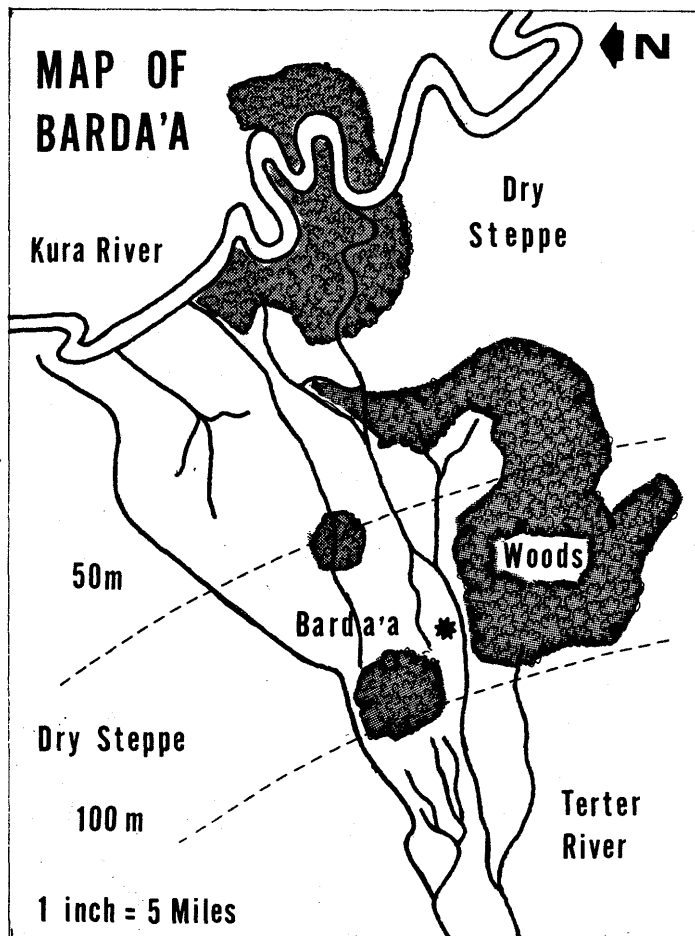 MAP OF
BARDA'A
N
Dry
Steppe
Kura River
Woods
50m
Barda'a
Dry Steppe
100 m
Terter
River
1 inch = 5 Miles